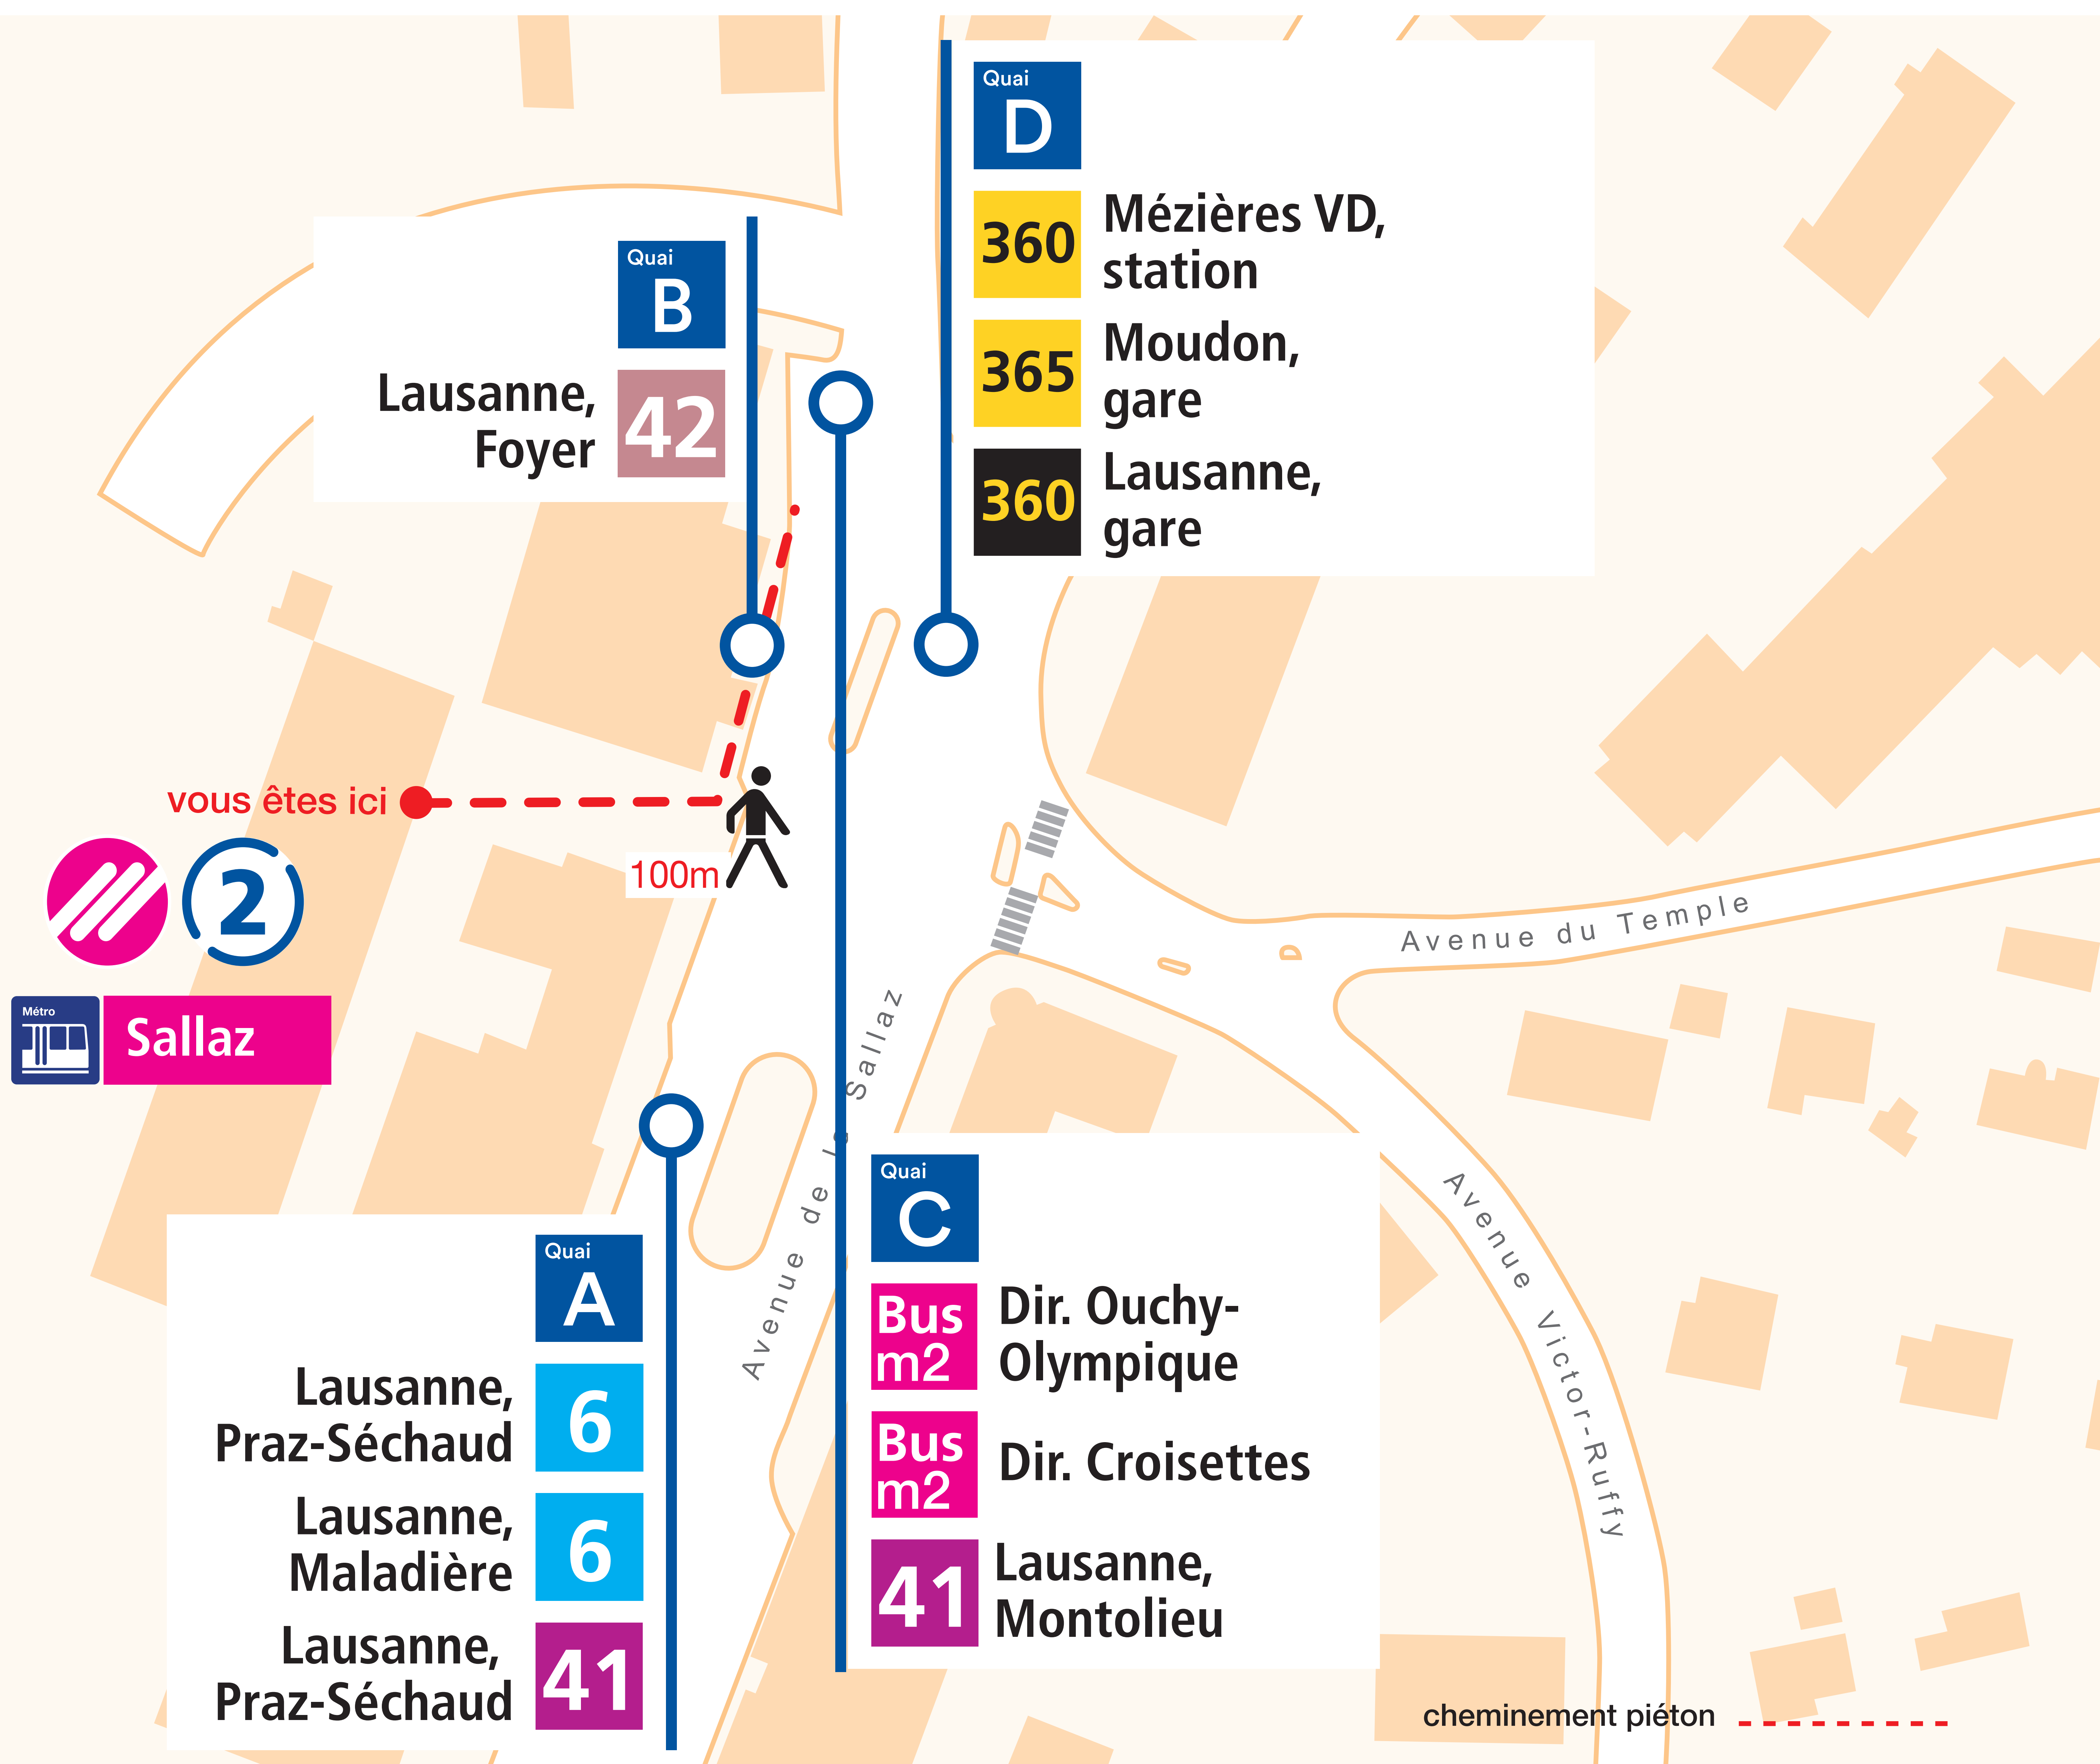 Quai
D
360
Mézières VD,
station
365
Moudon,
gare
360
Lausanne,
gare
Quai
B
Lausanne,
Foyer
42
vous êtes ici
100m
2
Métro
Sallaz
Avenue du Temple
Avenue de la Sallaz
Avenue Victor-Ruffy
Quai
A
Lausanne,
Praz-Séchaud
6
Lausanne,
Maladière
6
Lausanne,
Praz-Séchaud
41
Quai
C
Bus
m2
Dir. Ouchy-
Olympique
Bus
m2
Dir. Croisettes
41
Lausanne,
Montolieu
cheminement piéton